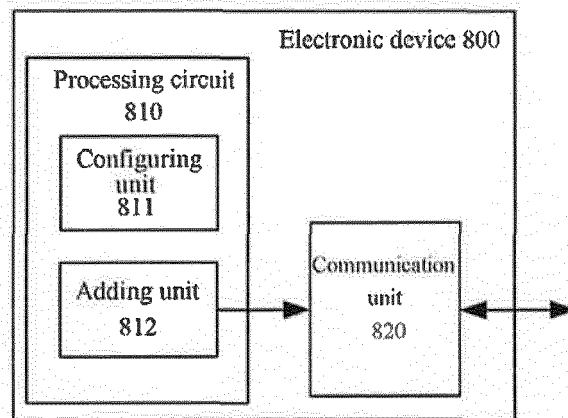 Electronic device 800
Processing circuit
810
Configuring
unit
811
Adding unit
812
Communication
unit
820